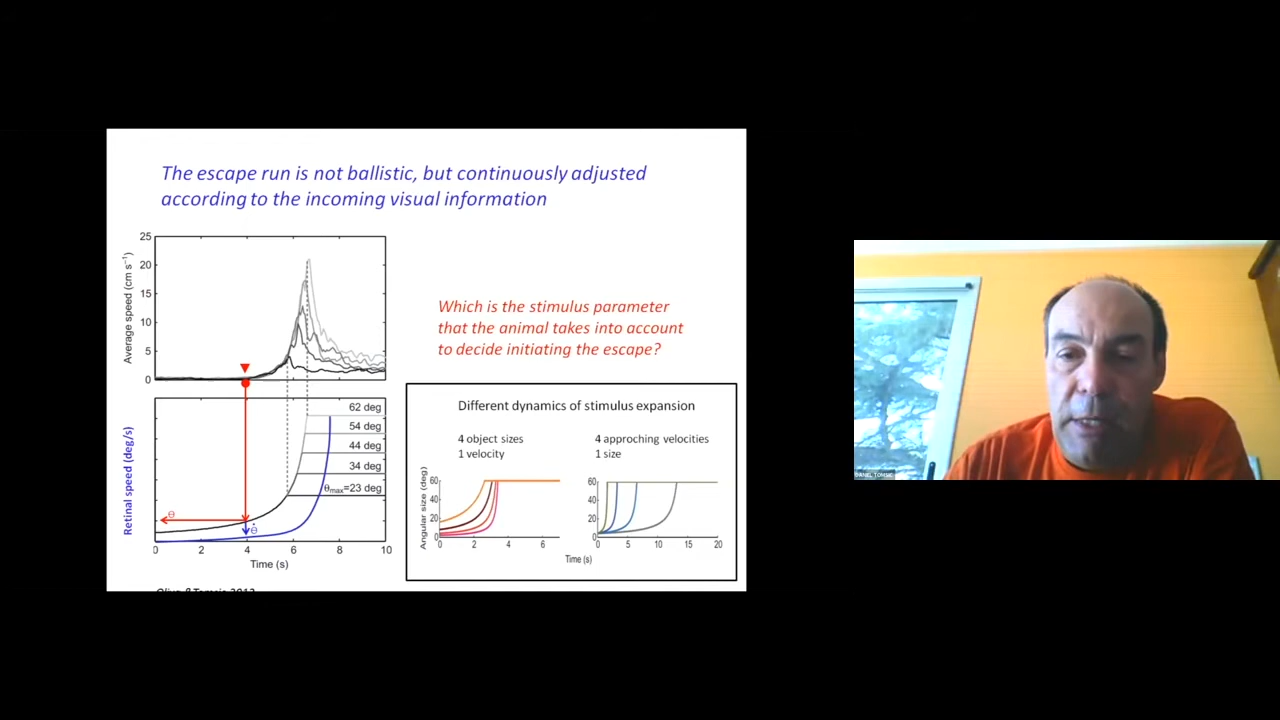 The escape run is not ballistic, but continuously adjusted
according to the incoming visual information
25
20
15
10
5
0
Average speed (cm s⁻¹)
Which is the stimulus parameter
that the animal takes into account
to decide initiating the escape?
62 deg
54 deg
44 deg
34 deg
θmax=23 deg
Retinal speed (deg/s)
θ
θ̇
0 2 4 6 8 10
Time (s)
Different dynamics of stimulus expansion
4 object sizes
1 velocity
4 approching velocities
1 size
Angular size (deg)
60
40
20
0
0 2 4 6
60
40
20
0
0 5 10 15 20
Time (s)
DANIEL TOMSIC